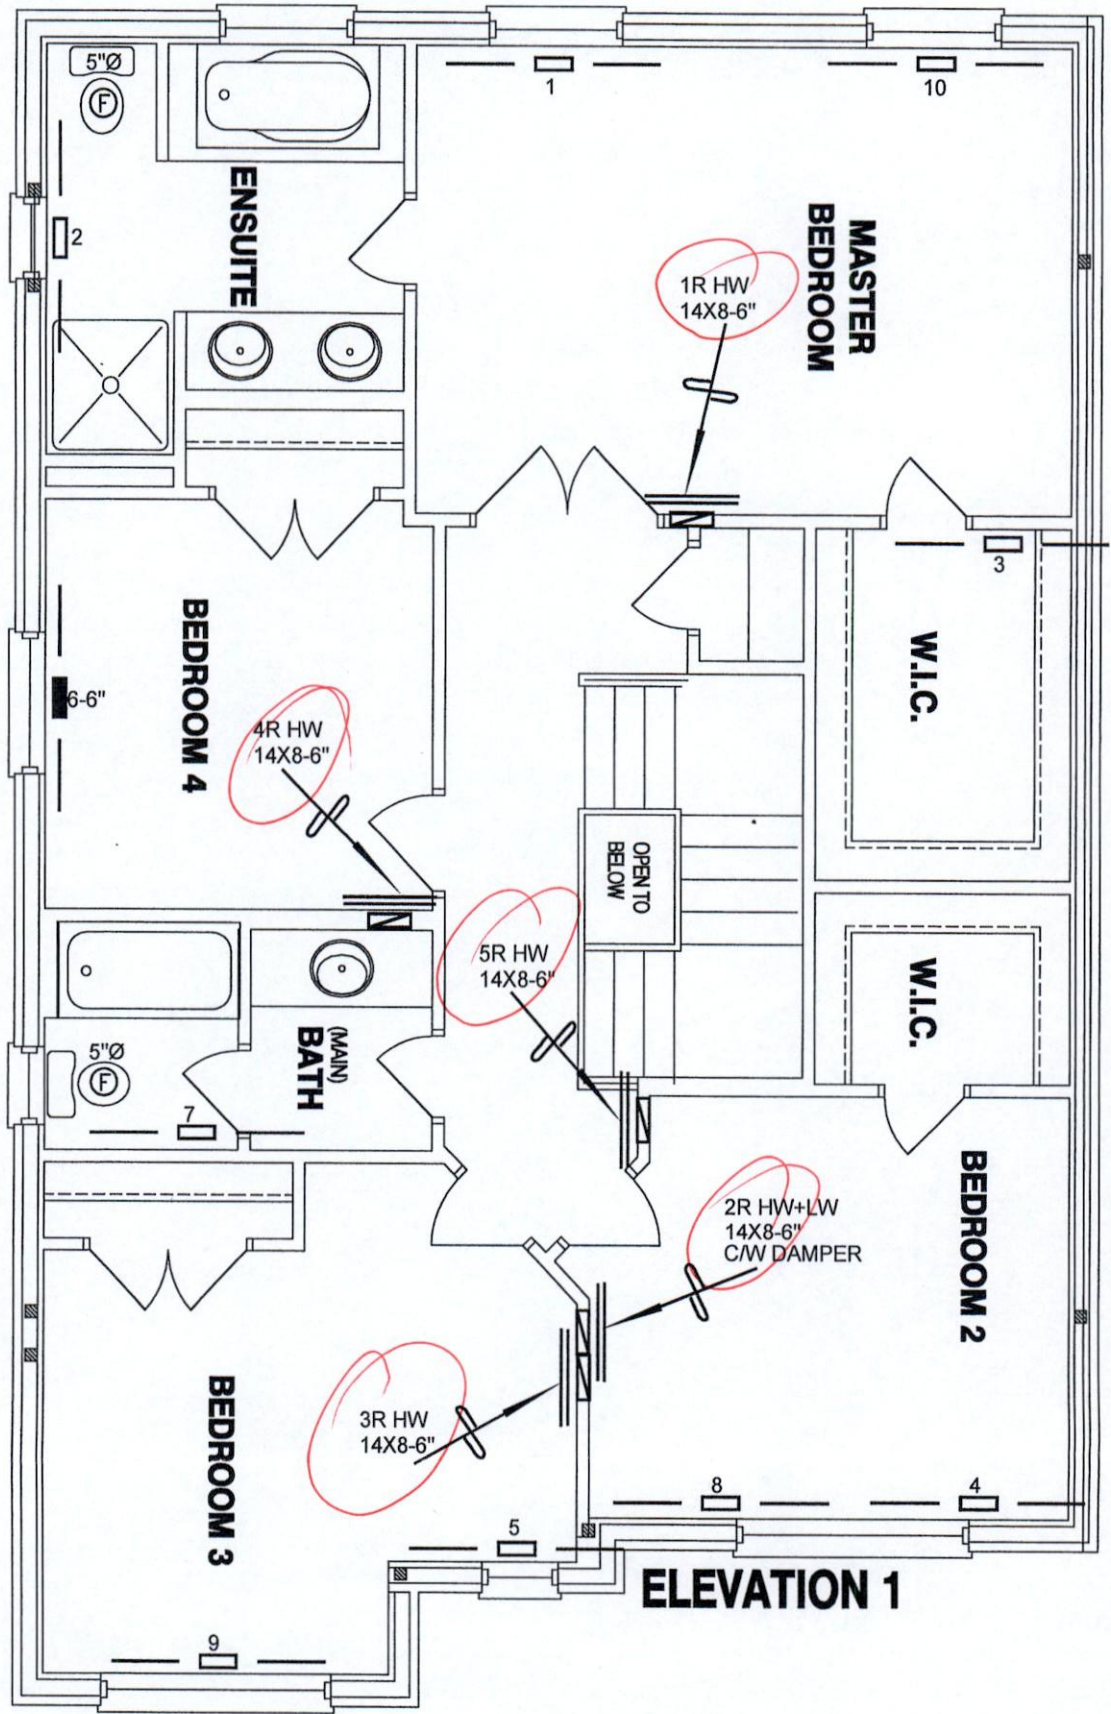 5"Ø
F
1
10
ENSUITE
2
MASTER
BEDROOM
1R HW
14X8-6"
3
BEDROOM 4
W.I.C.
6-6"
4R HW
14X8-6"
OPEN TO
BELOW
5R HW
14X8-6"
W.I.C.
(MAIN)
BATH
5"Ø
F
7
BEDROOM 2
2R HW+LW
14X8-6"
C/W DAMPER
BEDROOM 3
3R HW
14X8-6"
8
4
5
ELEVATION 1
9